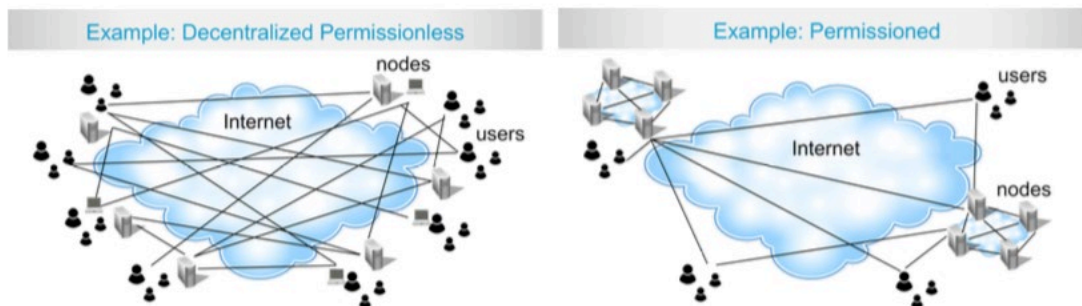 Example: Decentralized Permissionless
nodes
Internet
users
Example: Permissioned
users
Internet
nodes